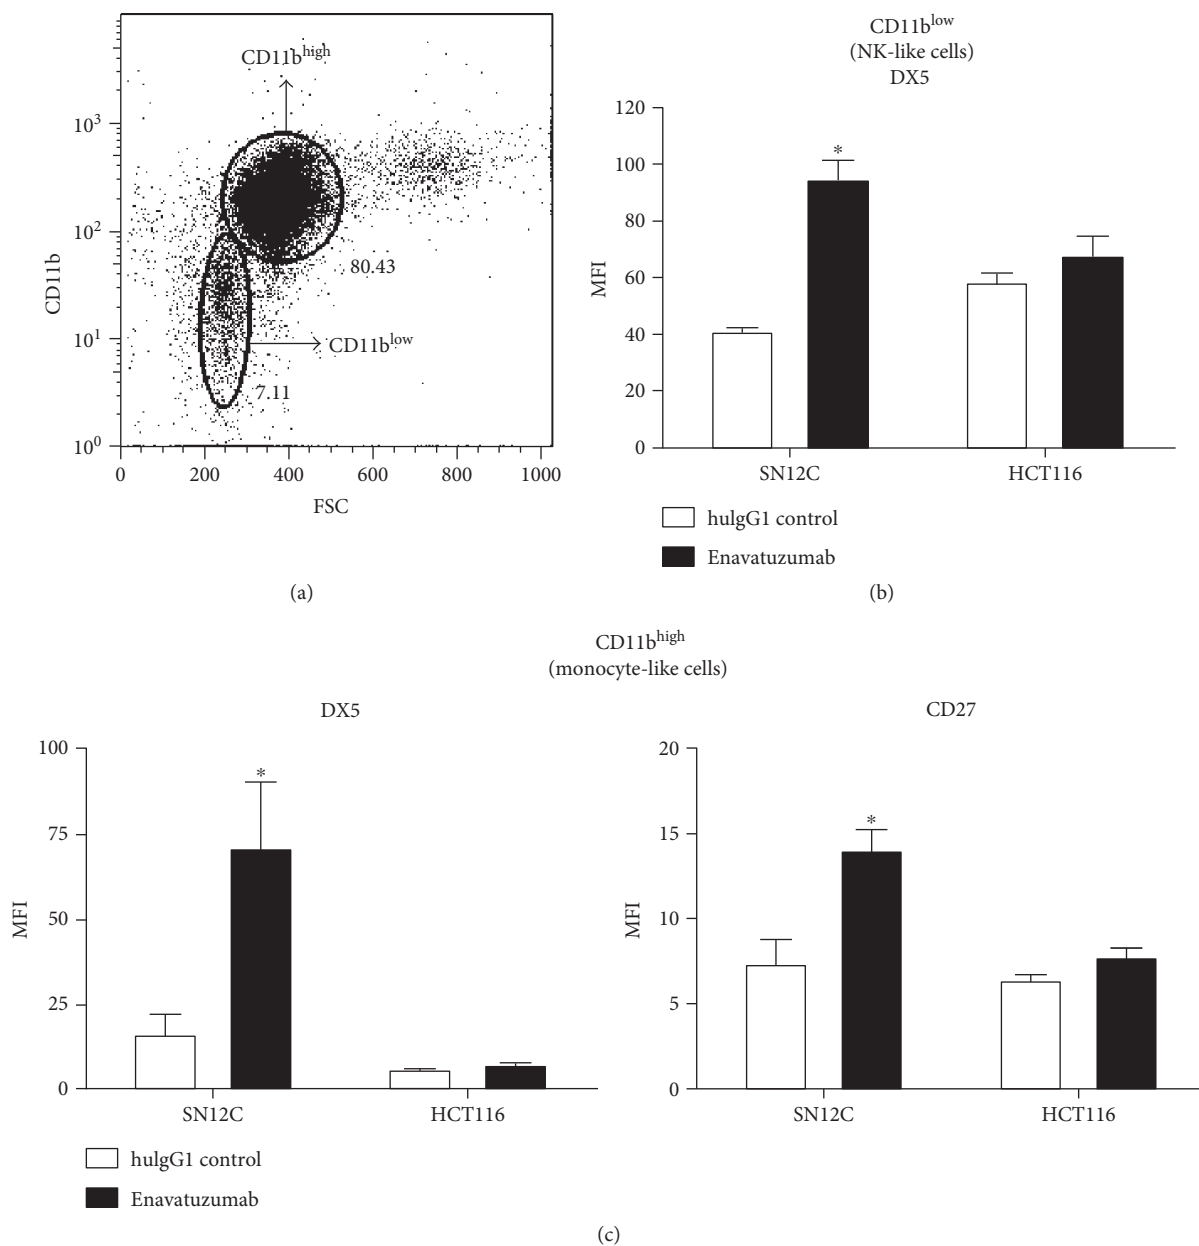 CD11b^high
10^3
10^2
10^1
10^0
CD11b
80.43
CD11b^low
7.11
0 200 400 600 800 1000
FSC
(a)
CD11b^low
(NK-like cells)
DX5
120
100
80
60
40
20
0
MFI
*
SN12C HCT116
huIgG1 control
Enavatuzumab
(b)
CD11b^high
(monocyte-like cells)
DX5
100
75
50
25
0
MFI
*
SN12C HCT116
huIgG1 control
Enavatuzumab
CD27
20
15
10
5
0
MFI
*
SN12C HCT116
(c)